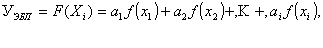 У_ЭБП = F(X_i) = a_1 f(x_1) + a_2 f(x_2) +, К +, a_i f(x_i),